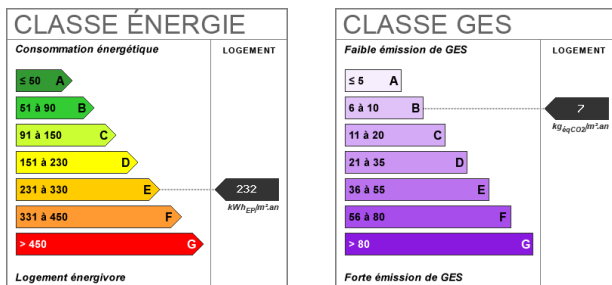 CLASSE ÉNERGIE
Consommation énergétique
LOGEMENT
≤ 50 A
51 à 90 B
91 à 150 C
151 à 230 D
231 à 330 E
232
kWhEP/m².an
331 à 450 F
> 450 G
Logement énergivore
CLASSE GES
Faible émission de GES
LOGEMENT
≤ 5 A
6 à 10 B
7
kgéqCO2/m².an
11 à 20 C
21 à 35 D
36 à 55 E
56 à 80 F
> 80 G
Forte émission de GES